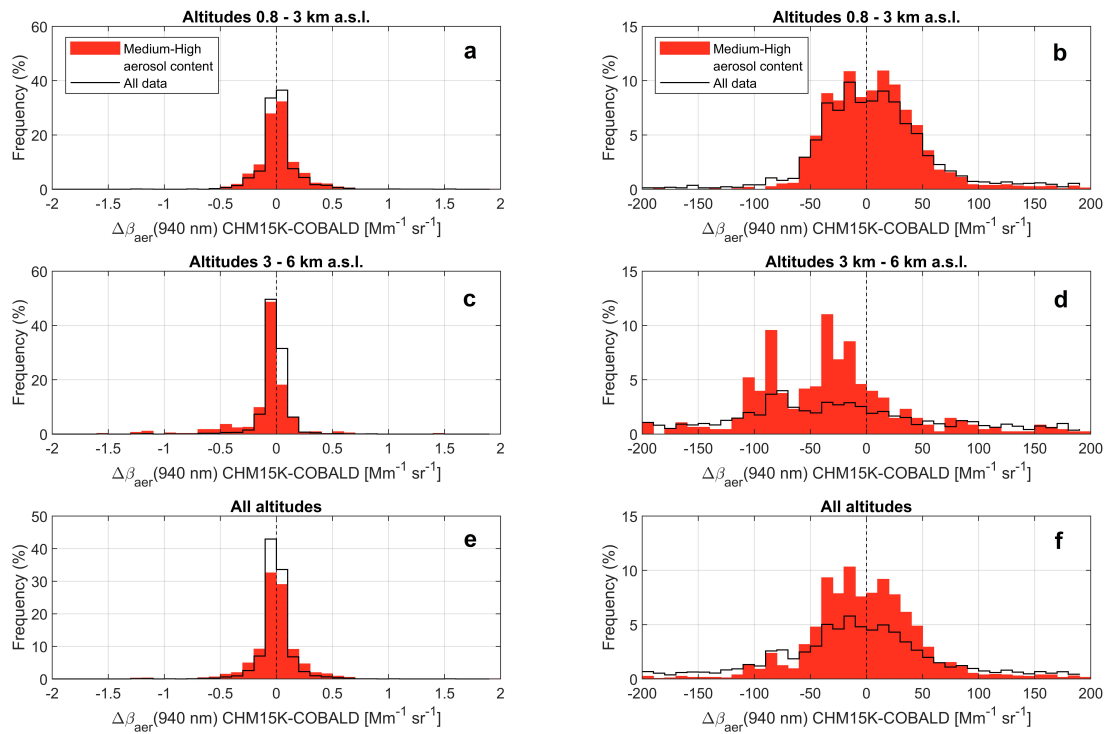 Altitudes 0.8 - 3 km a.s.l.
60
40
20
0
Frequency (%)
Medium-High
aerosol content
All data
a
-2 -1.5 -1 -0.5 0 0.5 1 1.5 2
Δβaer(940 nm) CHM15K-COBALD [Mm-1 sr-1]
Altitudes 0.8 - 3 km a.s.l.
15
10
5
0
Frequency (%)
Medium-High
aerosol content
All data
b
-200 -150 -100 -50 0 50 100 150 200
Δβaer(940 nm) CHM15K-COBALD [Mm-1 sr-1]
Altitudes 3 - 6 km a.s.l.
60
40
20
0
Frequency (%)
c
-2 -1.5 -1 -0.5 0 0.5 1 1.5 2
Δβaer(940 nm) CHM15K-COBALD [Mm-1 sr-1]
Altitudes 3 km - 6 km a.s.l.
15
10
5
0
Frequency (%)
d
-200 -150 -100 -50 0 50 100 150 200
Δβaer(940 nm) CHM15K-COBALD [Mm-1 sr-1]
All altitudes
50
40
30
20
10
0
Frequency (%)
e
-2 -1.5 -1 -0.5 0 0.5 1 1.5 2
Δβaer(940 nm) CHM15K-COBALD [Mm-1 sr-1]
All altitudes
15
10
5
0
Frequency (%)
f
-200 -150 -100 -50 0 50 100 150 200
Δβaer(940 nm) CHM15K-COBALD [Mm-1 sr-1]